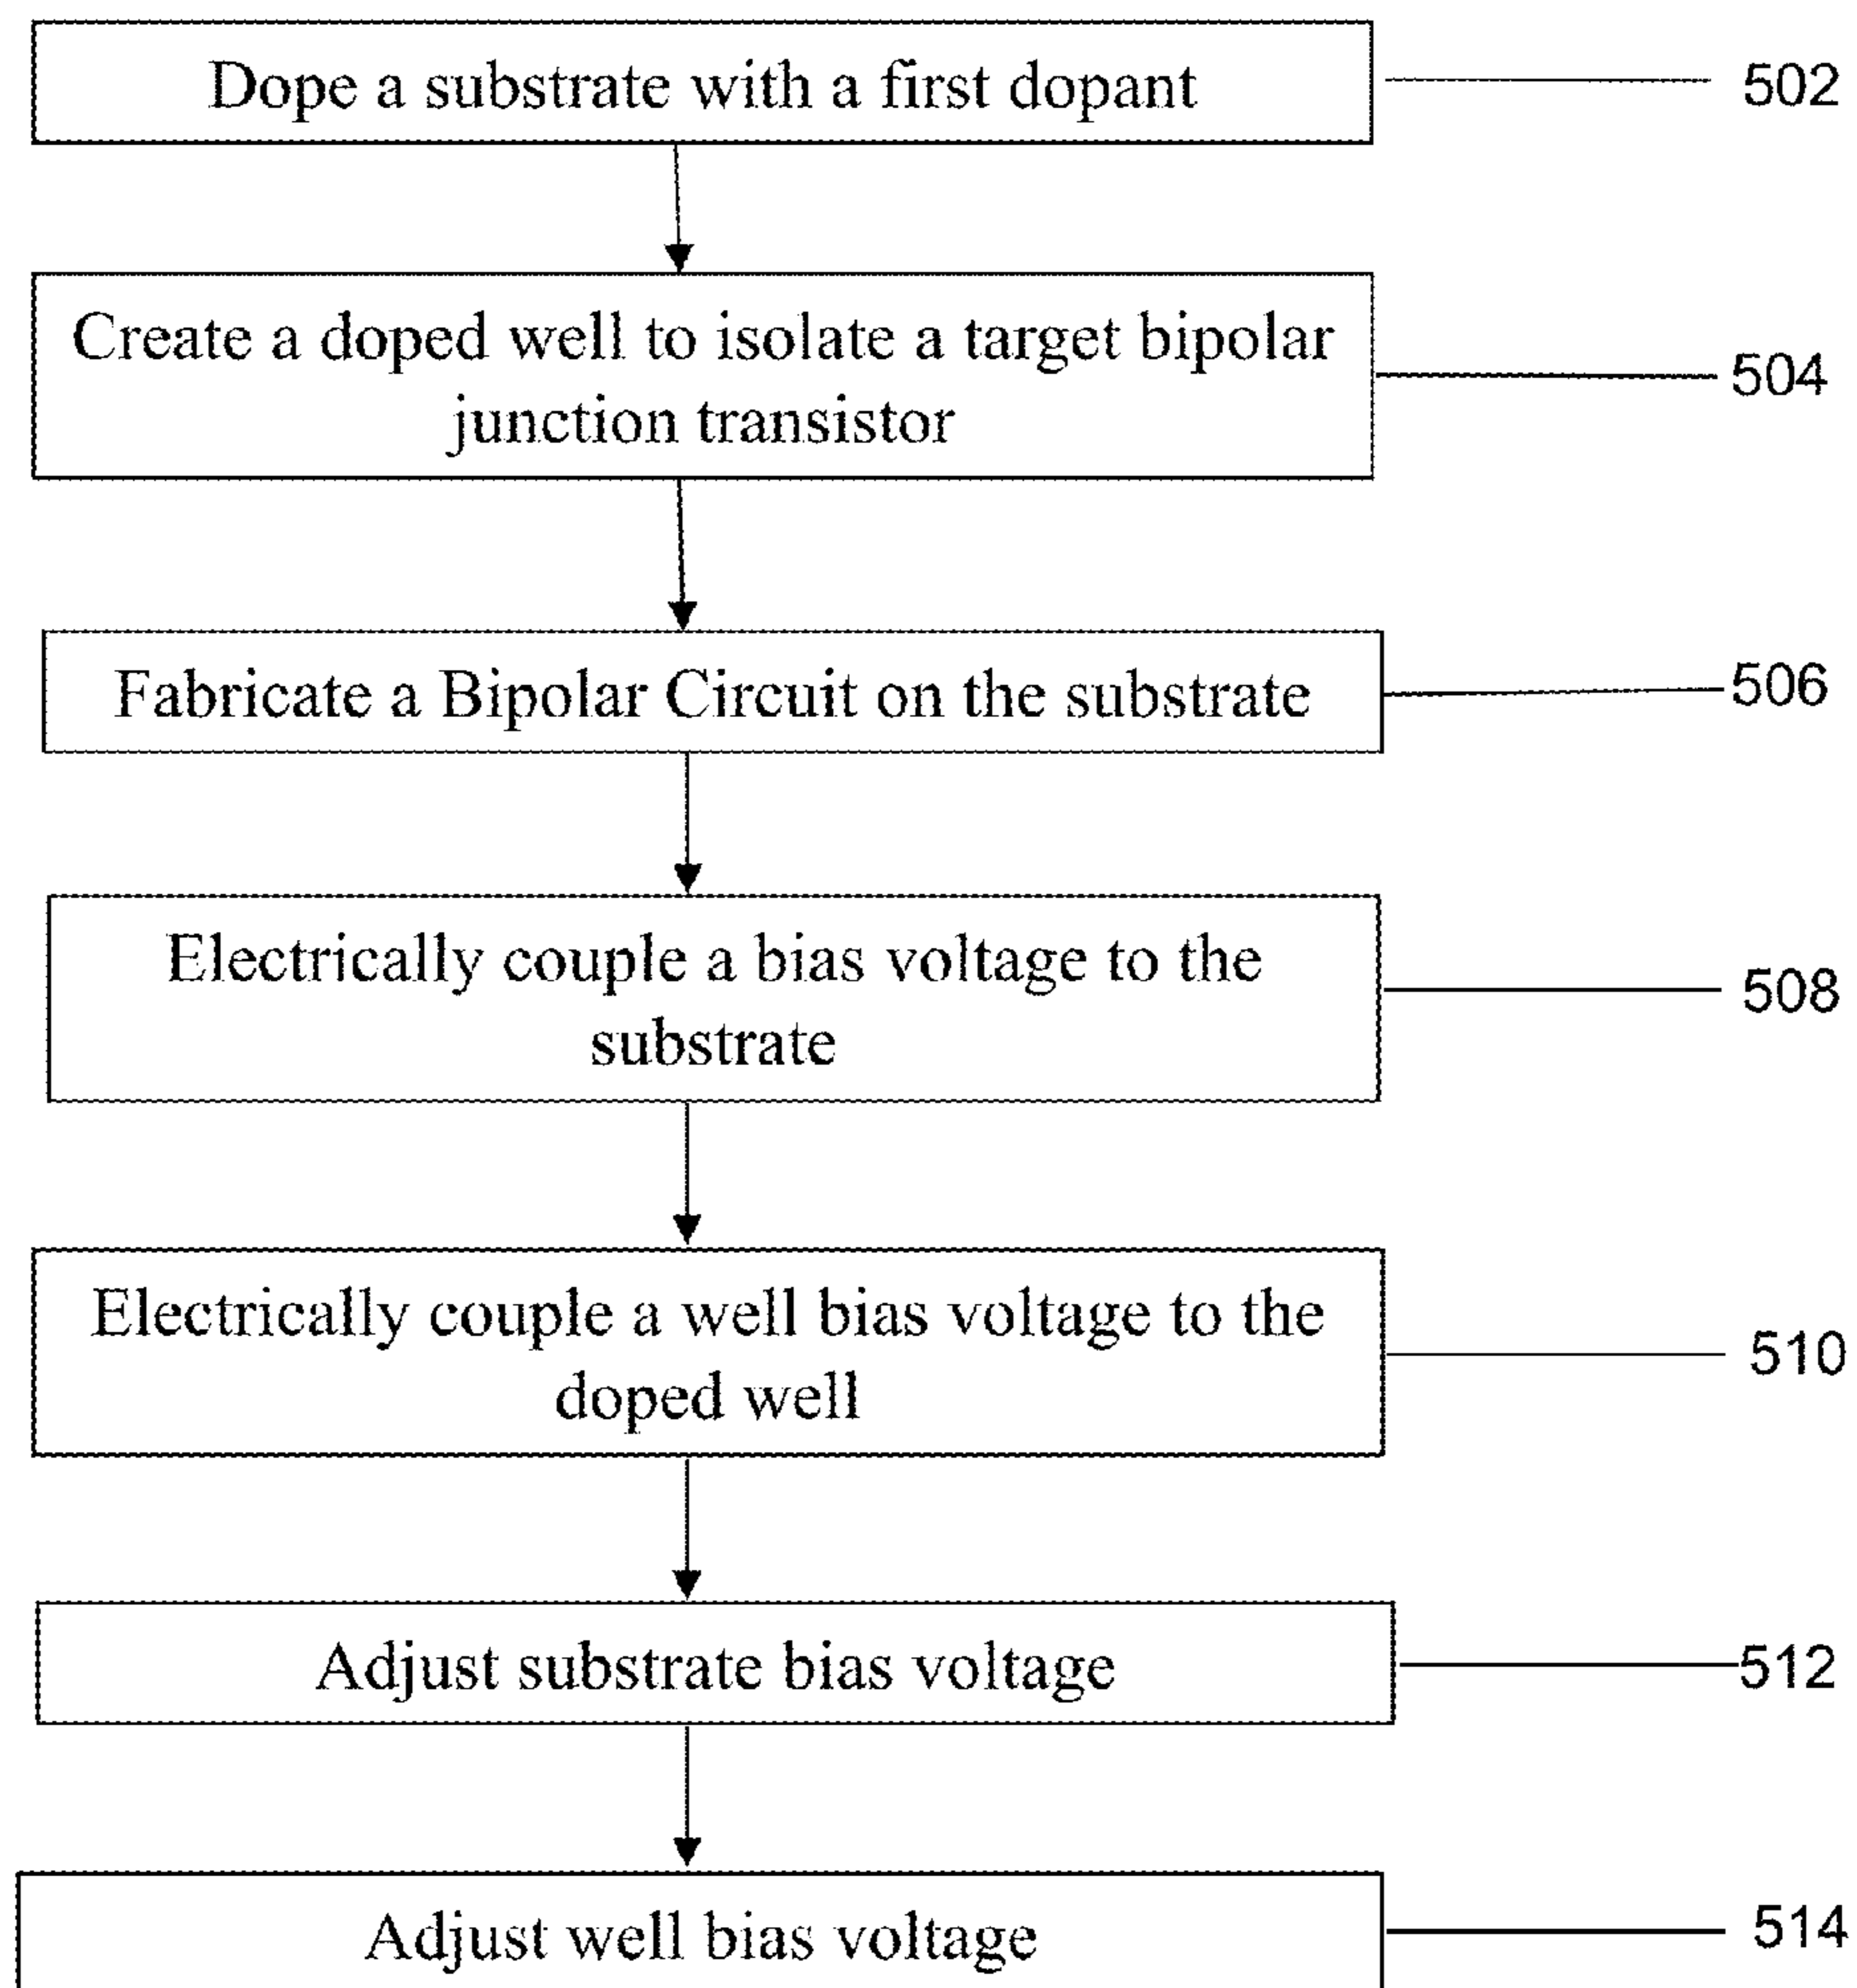 Dope a substrate with a first dopant
502
Create a doped well to isolate a target bipolar
junction transistor
504
Fabricate a Bipolar Circuit on the substrate
506
Electrically couple a bias voltage to the
substrate
508
Electrically couple a well bias voltage to the
doped well
510
Adjust substrate bias voltage
512
Adjust well bias voltage
514